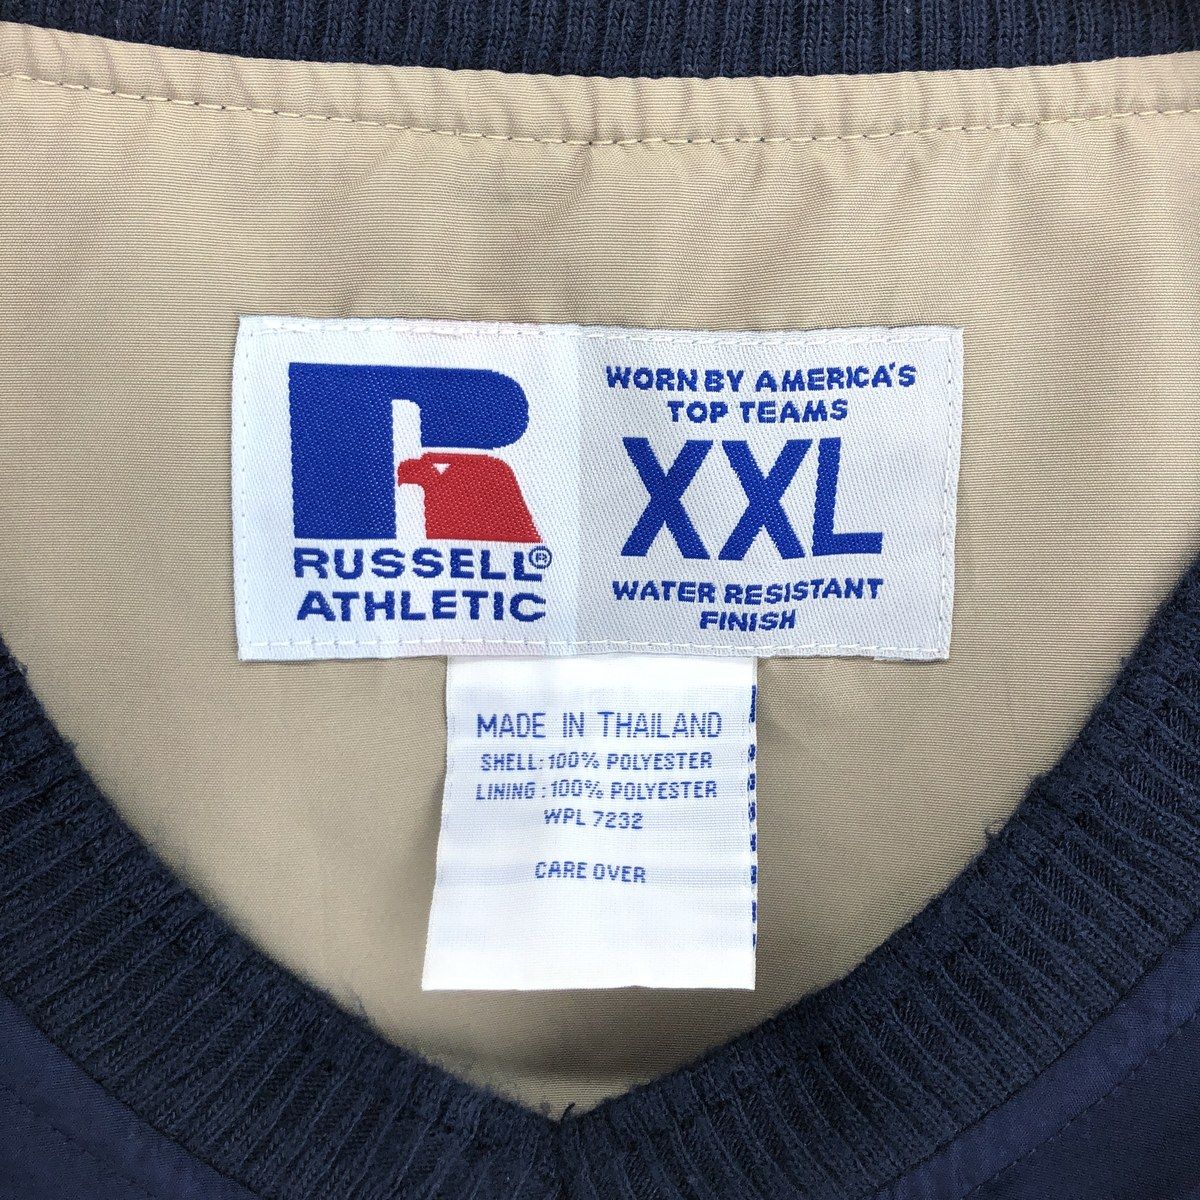 RUSSELL®
ATHLETIC
WORN BY AMERICA'S
TOP TEAMS
XXL
WATER RESISTANT
FINISH
MADE IN THAILAND
SHELL: 100% POLYESTER
LINING : 100% POLYESTER
WPL 7232
CARE OVER